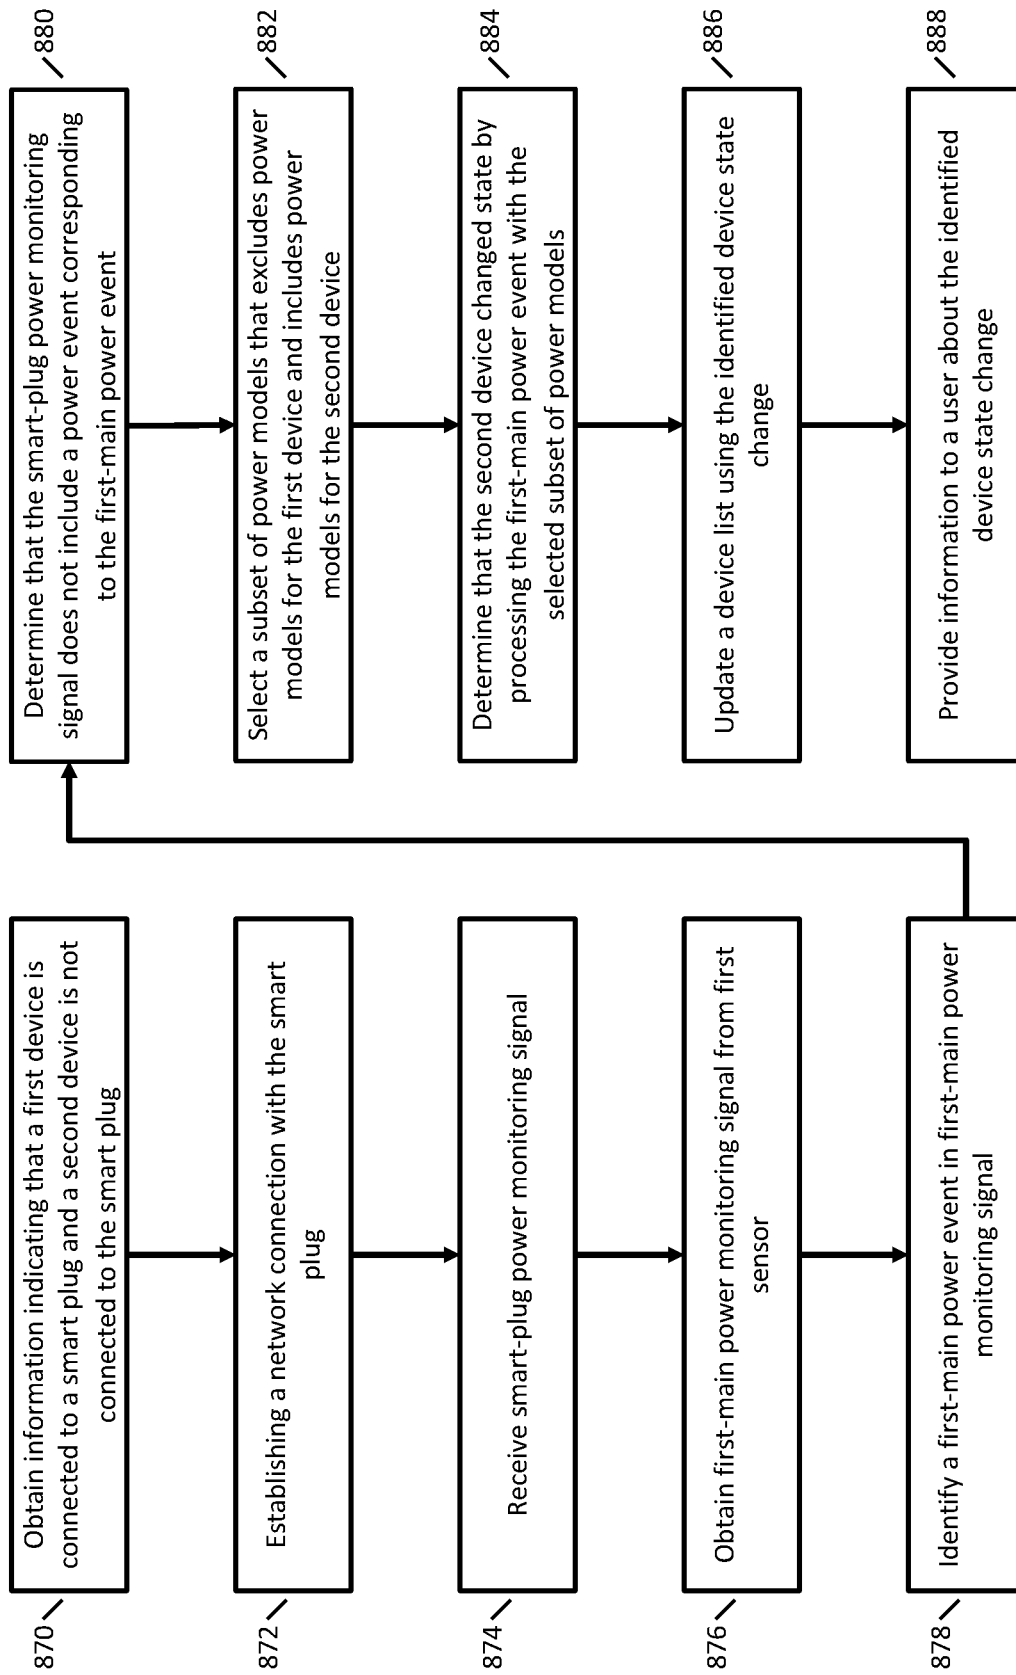 870
Obtain information indicating that a first device is
connected to a smart plug and a second device is not
connected to the smart plug
872
Establishing a network connection with the smart
plug
874
Receive smart-plug power monitoring signal
876
Obtain first-main power monitoring signal from first
sensor
878
Identify a first-main power event in first-main power
monitoring signal
880
Determine that the smart-plug power monitoring
signal does not include a power event corresponding
to the first-main power event
882
Select a subset of power models that excludes power
models for the first device and includes power
models for the second device
884
Determine that the second device changed state by
processing the first-main power event with the
selected subset of power models
886
Update a device list using the identified device state
change
888
Provide information to a user about the identified
device state change